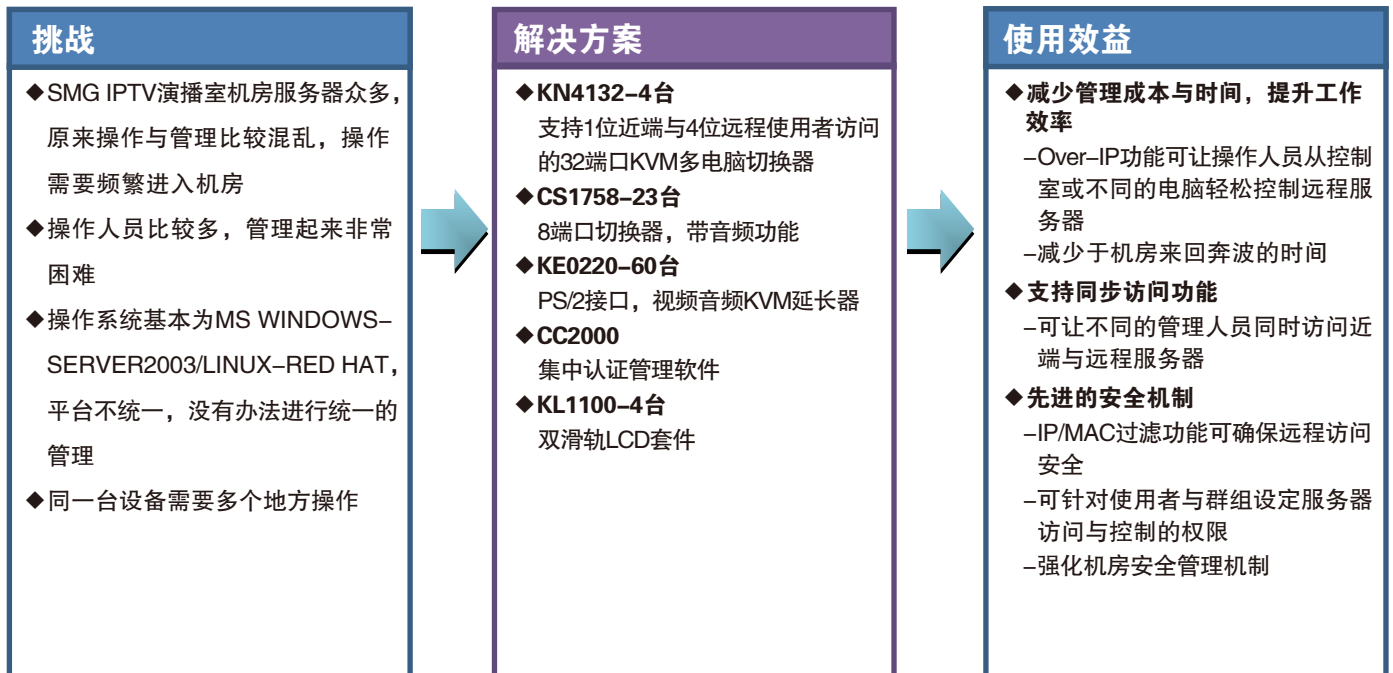 挑战
◆SMG IPTV演播室机房服务器众多，
原来操作与管理比较混乱，操作
需要频繁进入机房
◆操作人员比较多，管理起来非常
困难
◆操作系统基本为MS WINDOWS–
SERVER2003/LINUX–RED HAT，
平台不统一，没有办法进行统一的
管理
◆同一台设备需要多个地方操作
解决方案
◆KN4132–4台
支持1位近端与4位远程使用者访问
的32端口KVM多电脑切换器
◆CS1758–23台
8端口切换器，带音频功能
◆KE0220–60台
PS/2接口，视频音频KVM延长器
◆CC2000
集中认证管理软件
◆KL1100–4台
双滑轨LCD套件
使用效益
◆减少管理成本与时间，提升工作
效率
–Over–IP功能可让操作人员从控制
室或不同的电脑轻松控制远程服
务器
–减少于机房来回奔波的时间
◆支持同步访问功能
–可让不同的管理人员同时访问近
端与远程服务器
◆先进的安全机制
–IP/MAC过滤功能可确保远程访问
安全
–可针对使用者与群组设定服务器
访问与控制的权限
–强化机房安全管理机制